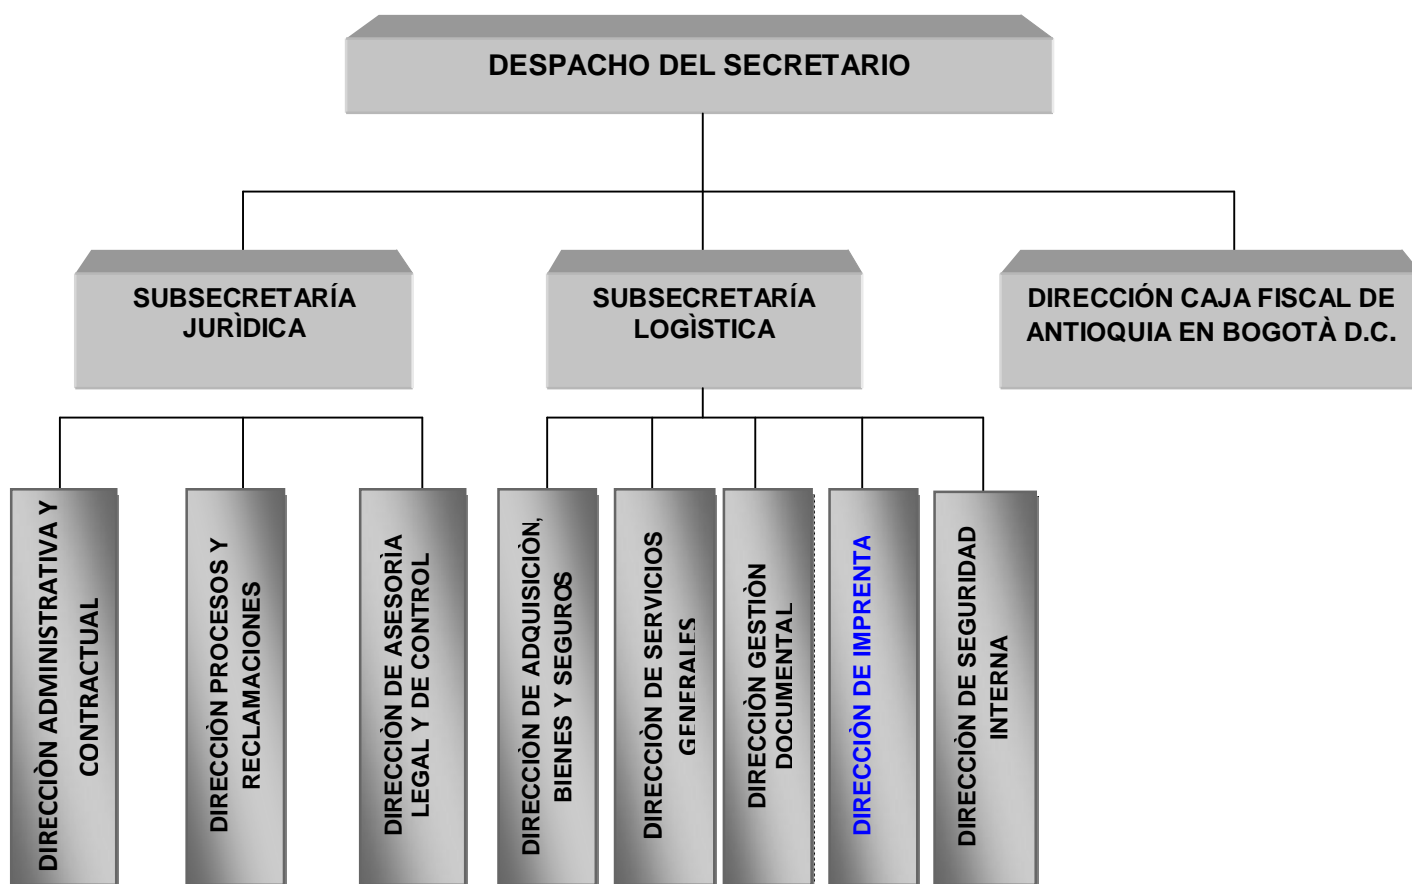 DESPACHO DEL SECRETARIO
SUBSECRETARÍA
JURÌDICA
SUBSECRETARÍA
LOGÌSTICA
DIRECCIÓN CAJA FISCAL DE
ANTIOQUIA EN BOGOTÀ D.C.
DIRECCIÒN ADMINISTRATIVA Y
CONTRACTUAL
DIRECCIÒN PROCESOS Y
RECLAMACIONES
DIRECCIÒN DE ASESORÌA
LEGAL Y DE CONTROL
DIRECCIÒN DE ADQUISICIÒN,
BIENES Y SEGUROS
DIRECCIÒN DE SERVICIOS
GENERALES
DIRECCIÒN GESTIÒN
DOCUMENTAL
DIRECCIÒN DE IMPRENTA
DIRECCIÒN DE SEGURIDAD
INTERNA